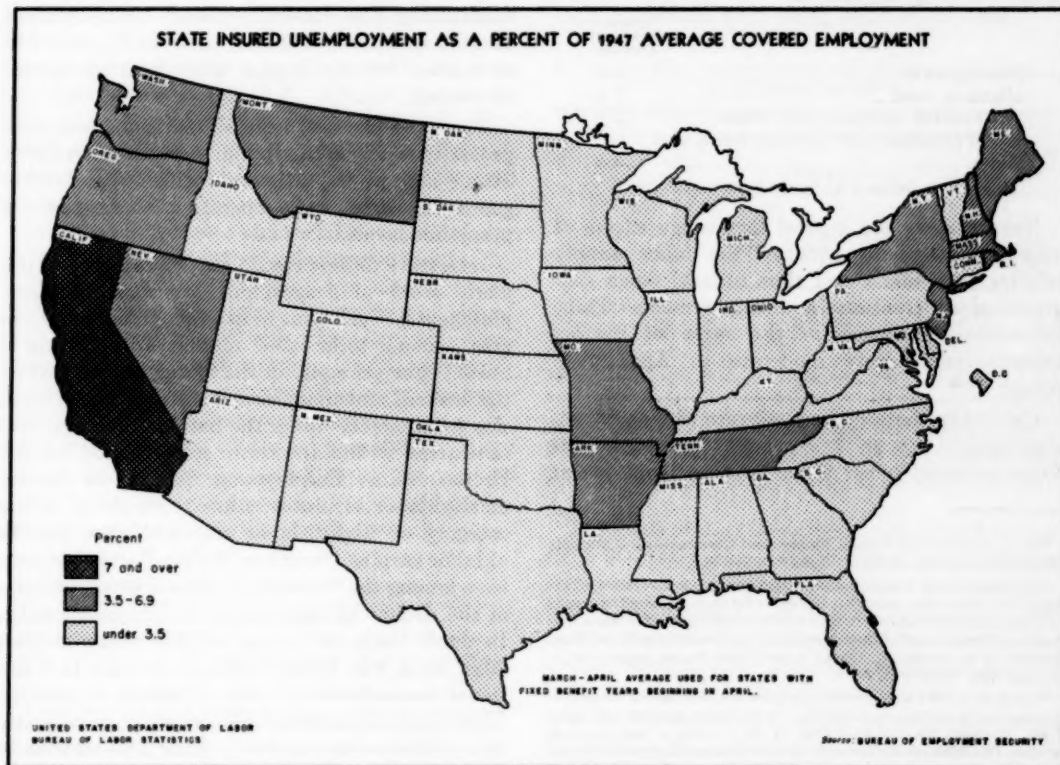 STATE INSURED UNEMPLOYMENT AS A PERCENT OF 1947 AVERAGE COVERED EMPLOYMENT
WASH.
MONT.
N. DAK.
MINN.
ME.
OREG.
IDAHO
S. DAK.
WIS.
MICH.
N.Y.
VT.
N.H.
WYO.
MASS.
CONN.
R.I.
CALIF.
NEV.
UTAH
NEBR.
IOWA
ILL.
IND.
OHIO
PA.
N.J.
COLO.
KANS.
MO.
KY.
W. VA.
VA.
MD.
DEL.
D.C.
ARIZ.
N. MEX.
OKLA.
TEX.
ARK.
TENN.
N. C.
S. C.
MISS.
ALA.
GA.
LA.
FLA.
Percent
7 and over
3.5-6.9
under 3.5
MARCH-APRIL AVERAGE USED FOR STATES WITH
FIXED BENEFIT YEARS BEGINNING IN APRIL.
UNITED STATES DEPARTMENT OF LABOR
BUREAU OF LABOR STATISTICS
Source: BUREAU OF EMPLOYMENT SECURITY